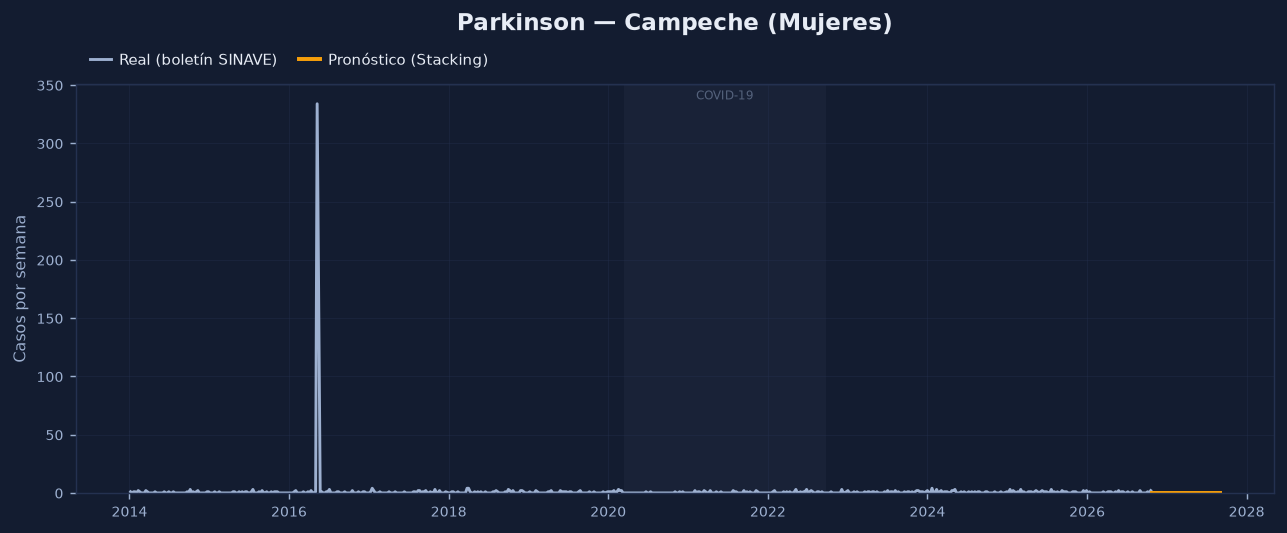 Parkinson — Campeche (Mujeres)
Real (boletín SINAVE) Pronóstico (Stacking)
COVID-19
Casos por semana
350
300
250
200
150
100
50
0
2014 2016 2018 2020 2022 2024 2026 2028